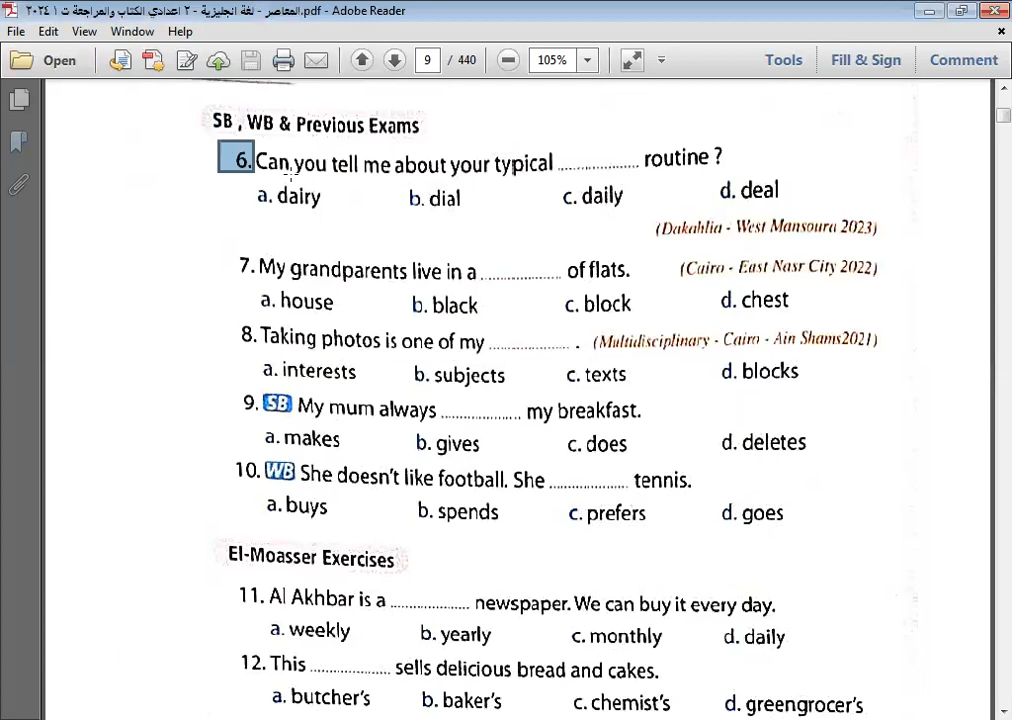 المعاصر - لغة انجليزية - ٢ اعدادي الكتاب والمراجعة ت ١ ٢٠٢٤.pdf - Adobe Reader
File Edit View Window Help
Open 9 / 440 105% Tools Fill & Sign Comment
SB , WB & Previous Exams
6. Can you tell me about your typical .................... routine ?
a. dairy b. dial c. daily d. deal
(Dakahlia - West Mansoura 2023)
7. My grandparents live in a .................... of flats. (Cairo - East Nasr City 2022)
a. house b. black c. block d. chest
8. Taking photos is one of my .................... . (Multidisciplinary - Cairo - Ain Shams2021)
a. interests b. subjects c. texts d. blocks
9. SB My mum always .................... my breakfast.
a. makes b. gives c. does d. deletes
10. WB She doesn't like football. She .................... tennis.
a. buys b. spends c. prefers d. goes
El-Moasser Exercises
11. Al Akhbar is a .................... newspaper. We can buy it every day.
a. weekly b. yearly c. monthly d. daily
12. This .................... sells delicious bread and cakes.
a. butcher's b. baker's c. chemist's d. greengrocer's